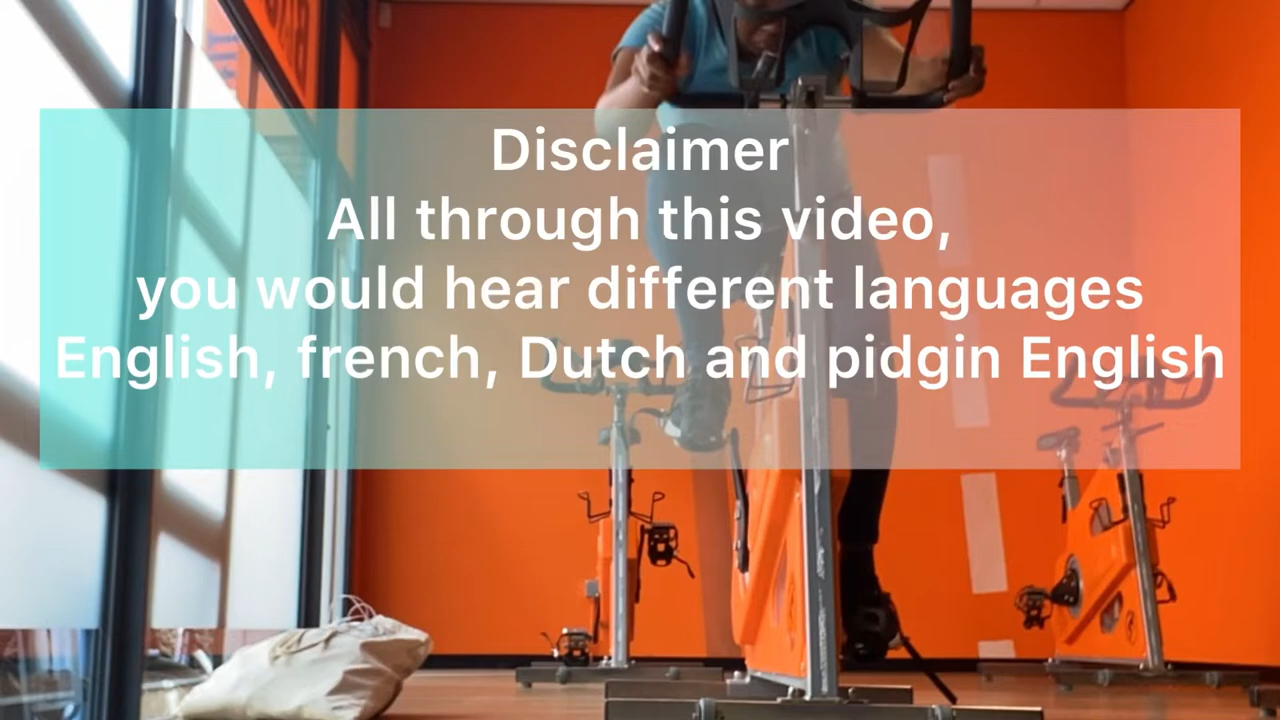 Disclaimer
All through this video,
you would hear different languages
English, french, Dutch and pidgin English